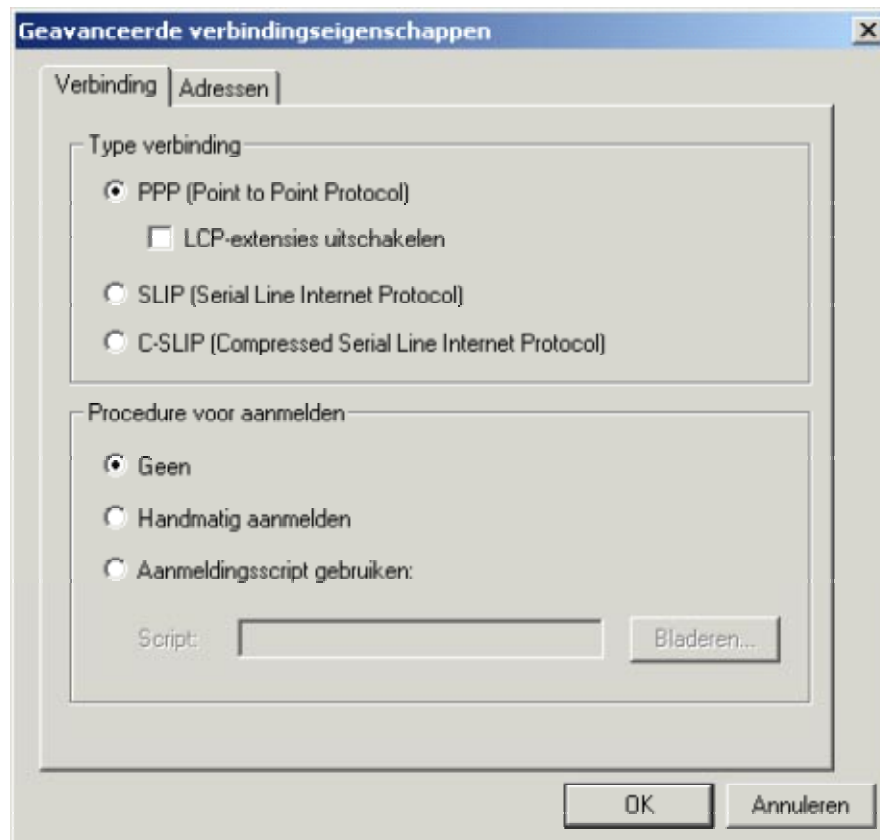 Geavanceerde verbindingseigenschappen
Verbinding
Adressen
Type verbinding
PPP (Point to Point Protocol)
LCP-extensies uitschakelen
SLIP (Serial Line Internet Protocol)
C-SLIP (Compressed Serial Line Internet Protocol)
Procedure voor aanmelden
Geen
Handmatig aanmelden
Aanmeldingsscript gebruiken:
Script:
Bladeren...
OK
Annuleren